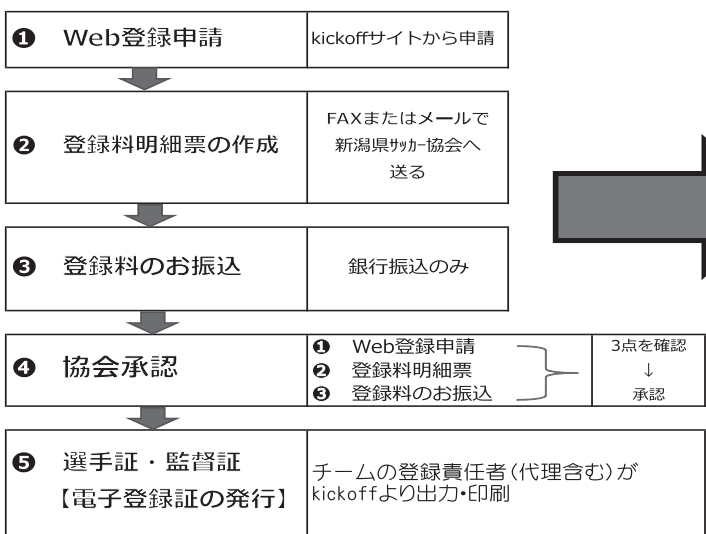 ❶ Web登録申請
kickoffサイトから申請
❷ 登録料明細票の作成
FAXまたはメールで
新潟県ｻｯｶｰ協会へ
送る
❸ 登録料のお振込
銀行振込のみ
❹ 協会承認
❶ Web登録申請
❷ 登録料明細票
❸ 登録料のお振込
3点を確認
↓
承認
❺ 選手証・監督証
【電子登録証の発行】
チームの登録責任者(代理含む)が
kickoffより出力・印刷